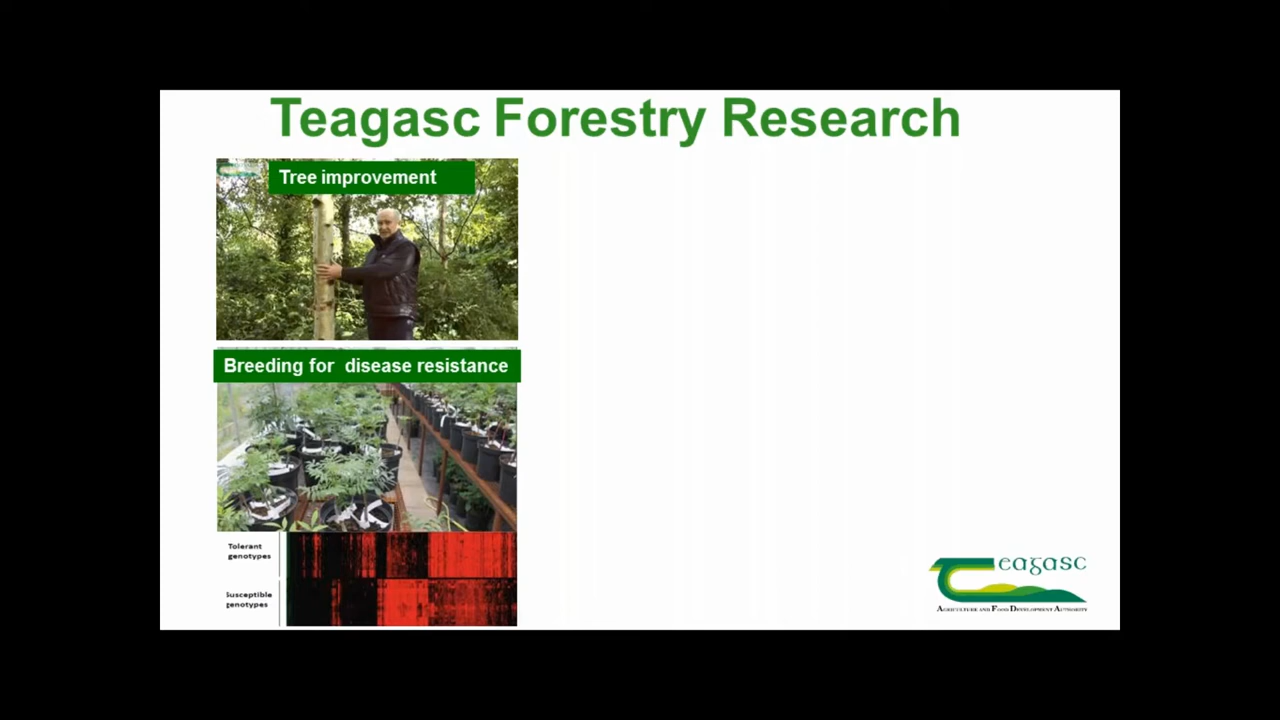 Teagasc Forestry Research
Tree improvement
Breeding for disease resistance
Tolerant
genotypes
Susceptible
genotypes
Teagasc
AGRICULTURE AND FOOD DEVELOPMENT AUTHORITY